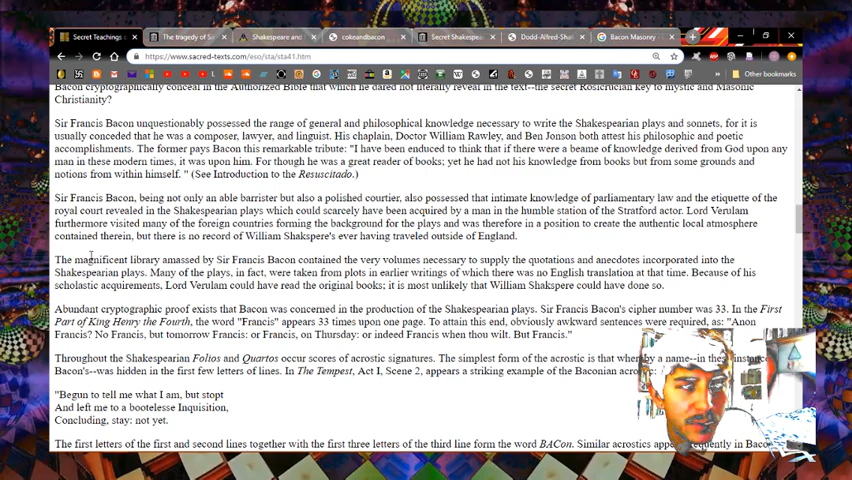 Secret Teachings
The tragedy of S
Shakespeare and
cokeandbacon
Secret Shakespea
Dodd-Alfred-Sha
Bacon Masonry
https://www.sacred-texts.com/eso/sta/sta41.htm
Other bookmarks
Bacon cryptographically conceal in the Authorized Bible that which he dared not literally reveal in the text--the secret Rosicrucian key to mystic and Masonic
Christianity?
Sir Francis Bacon unquestionably possessed the range of general and philosophical knowledge necessary to write the Shakespearian plays and sonnets, for it is
usually conceded that he was a composer, lawyer, and linguist. His chaplain, Doctor William Rawley, and Ben Jonson both attest his philosophic and poetic
accomplishments. The former pays Bacon this remarkable tribute: "I have been enduced to think that if there were a beame of knowledge derived from God upon any
man in these modern times, it was upon him. For though he was a great reader of books; yet he had not his knowledge from books but from some grounds and
notions from within himself. " (See Introduction to the Resuscitado.)
Sir Francis Bacon, being not only an able barrister but also a polished courtier, also possessed that intimate knowledge of parliamentary law and the etiquette of the
royal court revealed in the Shakespearian plays which could scarcely have been acquired by a man in the humble station of the Stratford actor. Lord Verulam
furthermore visited many of the foreign countries forming the background for the plays and was therefore in a position to create the authentic local atmosphere
contained therein, but there is no record of William Shakspere's ever having traveled outside of England.
The magnificent library amassed by Sir Francis Bacon contained the very volumes necessary to supply the quotations and anecdotes incorporated into the
Shakespearian plays. Many of the plays, in fact, were taken from plots in earlier writings of which there was no English translation at that time. Because of his
scholastic acquirements, Lord Verulam could have read the original books; it is most unlikely that William Shakspere could have done so.
Abundant cryptographic proof exists that Bacon was concerned in the production of the Shakespearian plays. Sir Francis Bacon's cipher number was 33. In the First
Part of King Henry the Fourth, the word "Francis" appears 33 times upon one page. To attain this end, obviously awkward sentences were required, as: "Anon
Francis? No Francis, but tomorrow Francis: or Francis, on Thursday: or indeed Francis when thou wilt. But Francis."
Throughout the Shakespearian Folios and Quartos occur scores of acrostic signatures. The simplest form of the acrostic is that whereby a name--in these instance
Bacon's--was hidden in the first few letters of lines. In The Tempest, Act I, Scene 2, appears a striking example of the Baconian acro
"Begun to tell me what I am, but stopt
And left me to a bootelesse Inquisition,
Concluding, stay: not yet.
The first letters of the first and second lines together with the first three letters of the third line form the word BACon. Similar acrostics appe requently in Bacon